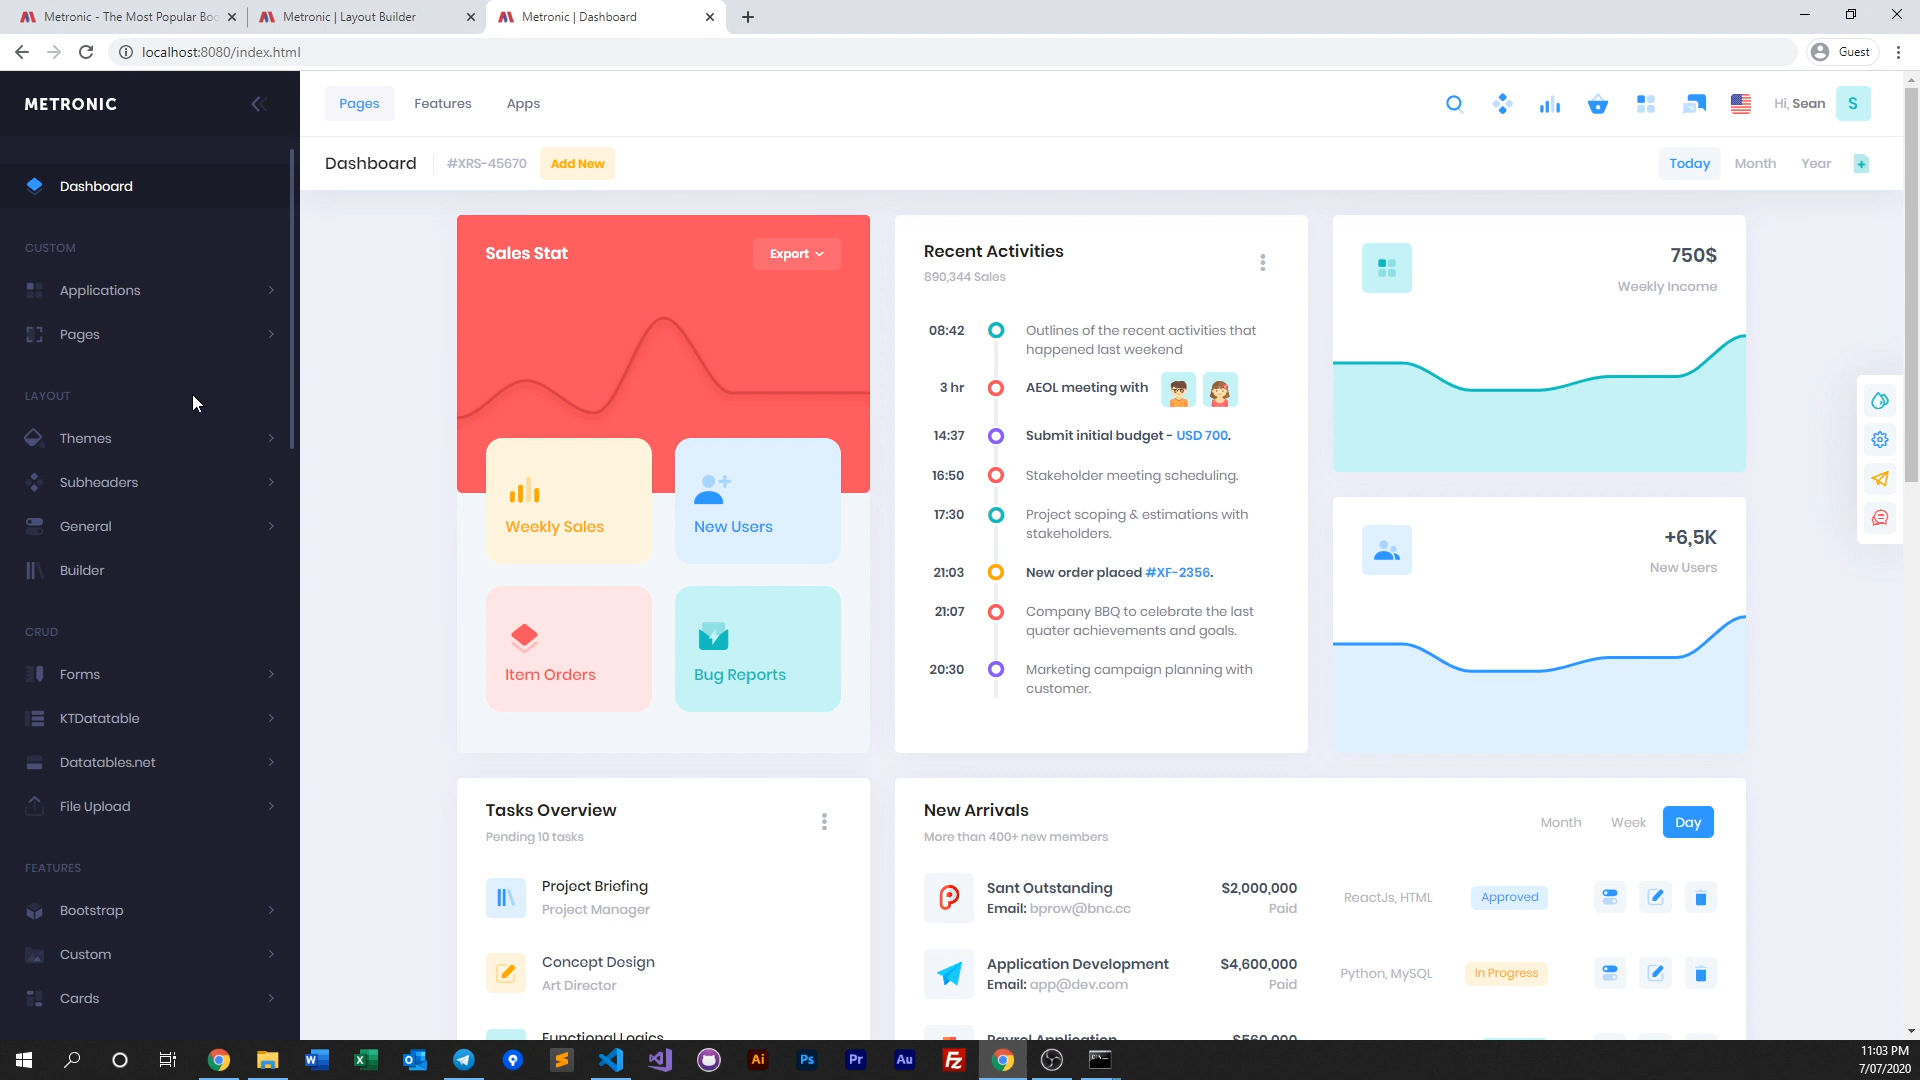 Metronic - The Most Popular Boo
Metronic | Layout Builder
Metronic | Dashboard
localhost:8080/index.html
Guest
METRONIC
Pages
Features
Apps
Hi, Sean
S
Dashboard
#XRS-45670
Add New
Today
Month
Year
Dashboard
CUSTOM
Applications
Pages
LAYOUT
Themes
Subheaders
General
Builder
CRUD
Forms
KTDatatable
Datatables.net
File Upload
FEATURES
Bootstrap
Custom
Cards
Sales Stat
Export
Weekly Sales
New Users
Item Orders
Bug Reports
Recent Activities
890,344 Sales
08:42 Outlines of the recent activities that
happened last weekend
3 hr AEOL meeting with
14:37 Submit initial budget - USD 700.
16:50 Stakeholder meeting scheduling.
17:30 Project scoping & estimations with
stakeholders.
21:03 New order placed #XF-2356.
21:07 Company BBQ to celebrate the last
quater achievements and goals.
20:30 Marketing campaign planning with
customer.
750$
Weekly Income
+6,5K
New Users
Tasks Overview
Pending 10 tasks
Project Briefing
Project Manager
Concept Design
Art Director
Functional Logics
New Arrivals
More than 400+ new members
Month
Week
Day
Sant Outstanding
Email: bprow@bnc.cc
$2,000,000
Paid
ReactJs, HTML
Approved
Application Development
Email: app@dev.com
$4,600,000
Paid
Python, MySQL
In Progress
Payrol Application
$560,000
Ai
Ps
Pr
Au
Fz
11:03 PM
7/07/2020